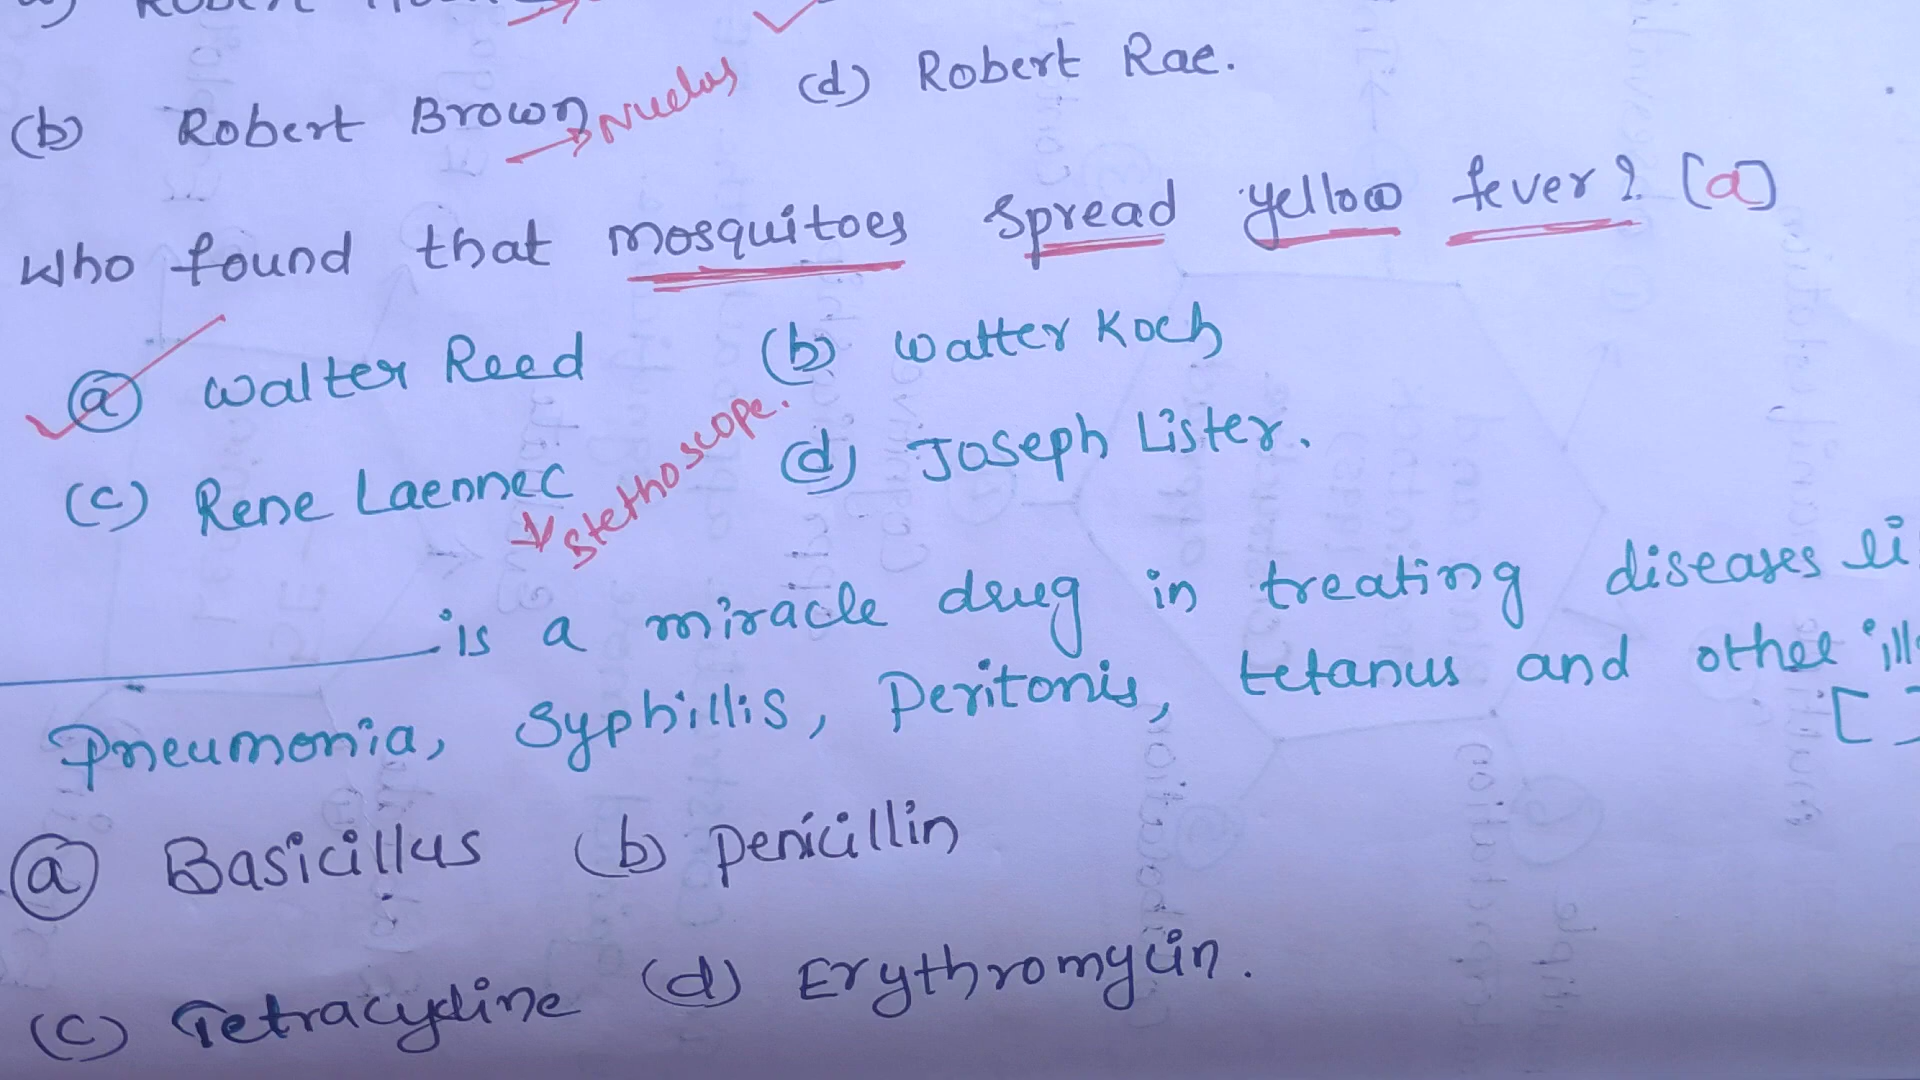 (b) Robert Brown → Nuclus (d) Robert Rae.
Who found that mosquitoes spread yellow fever? [a]
(a) Walter Reed (b) Walter Koch
(c) Rene Laennec → Stethoscope. (d) Joseph Lister.
is a miracle drug in treating diseases li
Pneumonia, Syphillis, Peritonis, tetanus and other ill
[ ]
(a) Basicillus (b) Penicillin
(c) Tetracycline (d) Erythromycin.